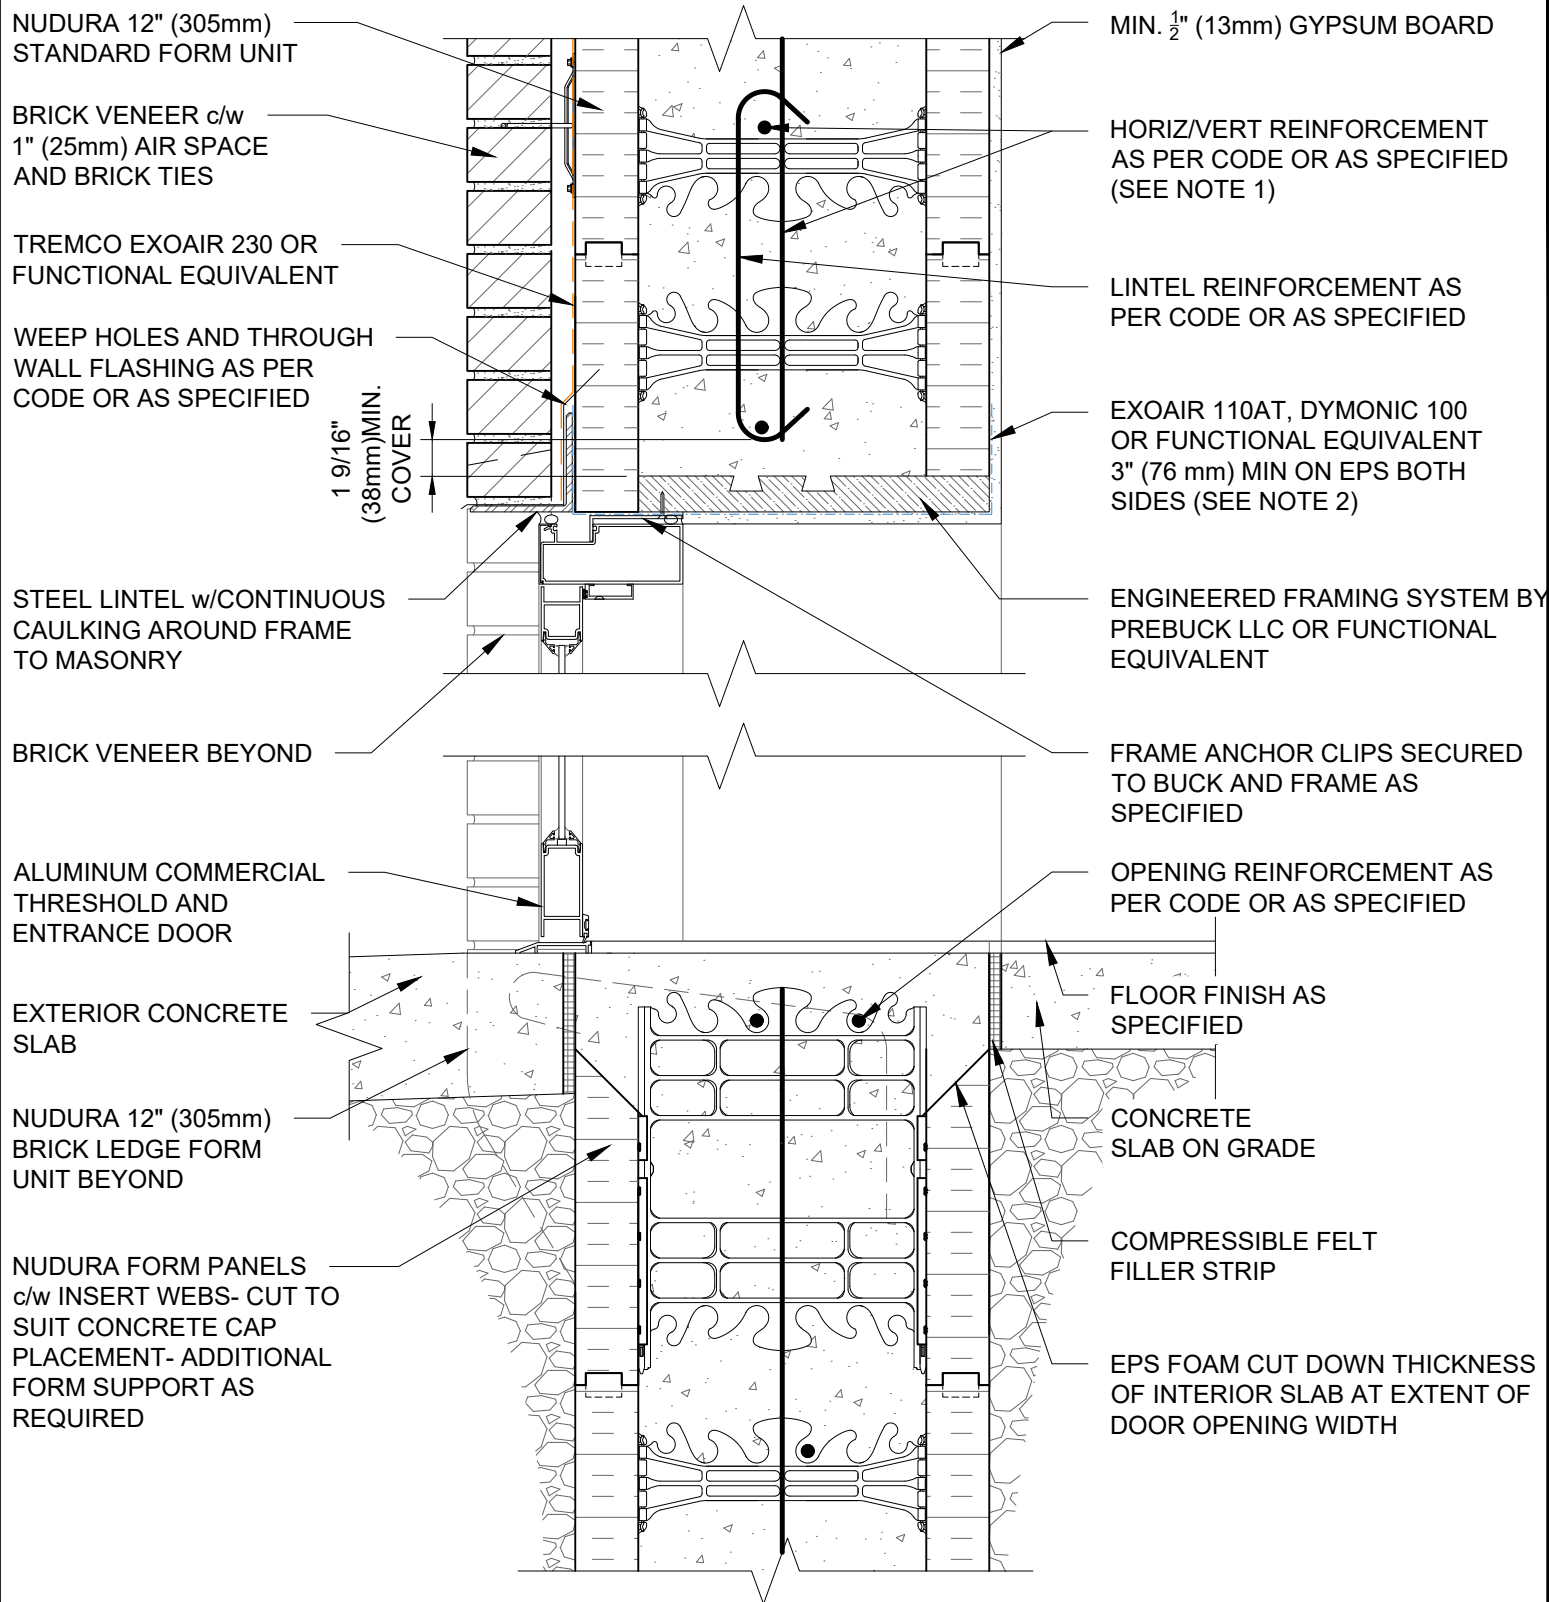 NUDURA 12" (305mm)
STANDARD FORM UNIT
BRICK VENEER c/w
1" (25mm) AIR SPACE
AND BRICK TIES
TREMCO EXOAIR 230 OR
FUNCTIONAL EQUIVALENT
WEEP HOLES AND THROUGH
WALL FLASHING AS PER
CODE OR AS SPECIFIED
1 9/16"
(38mm)MIN.
COVER
STEEL LINTEL w/CONTINUOUS
CAULKING AROUND FRAME
TO MASONRY
BRICK VENEER BEYOND
ALUMINUM COMMERCIAL
THRESHOLD AND
ENTRANCE DOOR
EXTERIOR CONCRETE
SLAB
NUDURA 12" (305mm)
BRICK LEDGE FORM
UNIT BEYOND
NUDURA FORM PANELS
c/w INSERT WEBS- CUT TO
SUIT CONCRETE CAP
PLACEMENT- ADDITIONAL
FORM SUPPORT AS
REQUIRED
MIN. 1/2" (13mm) GYPSUM BOARD
HORIZ/VERT REINFORCEMENT
AS PER CODE OR AS SPECIFIED
(SEE NOTE 1)
LINTEL REINFORCEMENT AS
PER CODE OR AS SPECIFIED
EXOAIR 110AT, DYMONIC 100
OR FUNCTIONAL EQUIVALENT
3" (76 mm) MIN ON EPS BOTH
SIDES (SEE NOTE 2)
ENGINEERED FRAMING SYSTEM BY
PREBUCK LLC OR FUNCTIONAL
EQUIVALENT
FRAME ANCHOR CLIPS SECURED
TO BUCK AND FRAME AS
SPECIFIED
OPENING REINFORCEMENT AS
PER CODE OR AS SPECIFIED
FLOOR FINISH AS
SPECIFIED
CONCRETE
SLAB ON GRADE
COMPRESSIBLE FELT
FILLER STRIP
EPS FOAM CUT DOWN THICKNESS
OF INTERIOR SLAB AT EXTENT OF
DOOR OPENING WIDTH